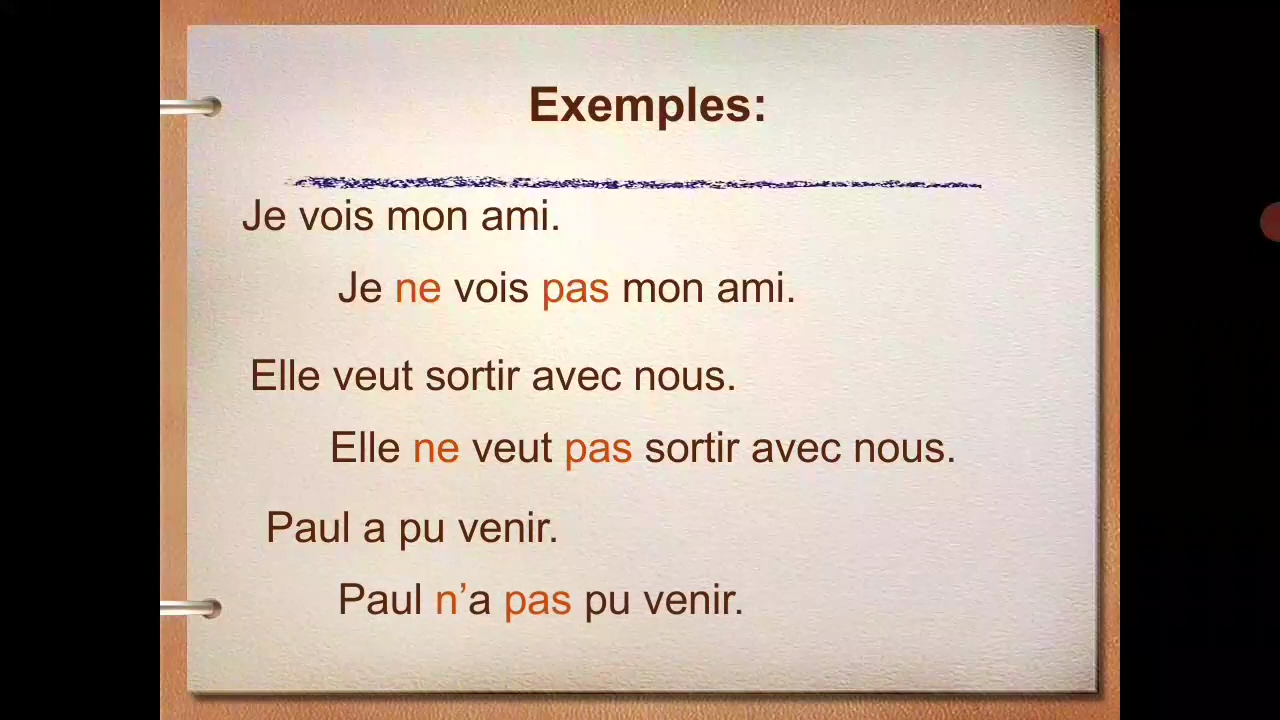 Exemples:
Je vois mon ami.
Je ne vois pas mon ami.
Elle veut sortir avec nous.
Elle ne veut pas sortir avec nous.
Paul a pu venir.
Paul n’a pas pu venir.